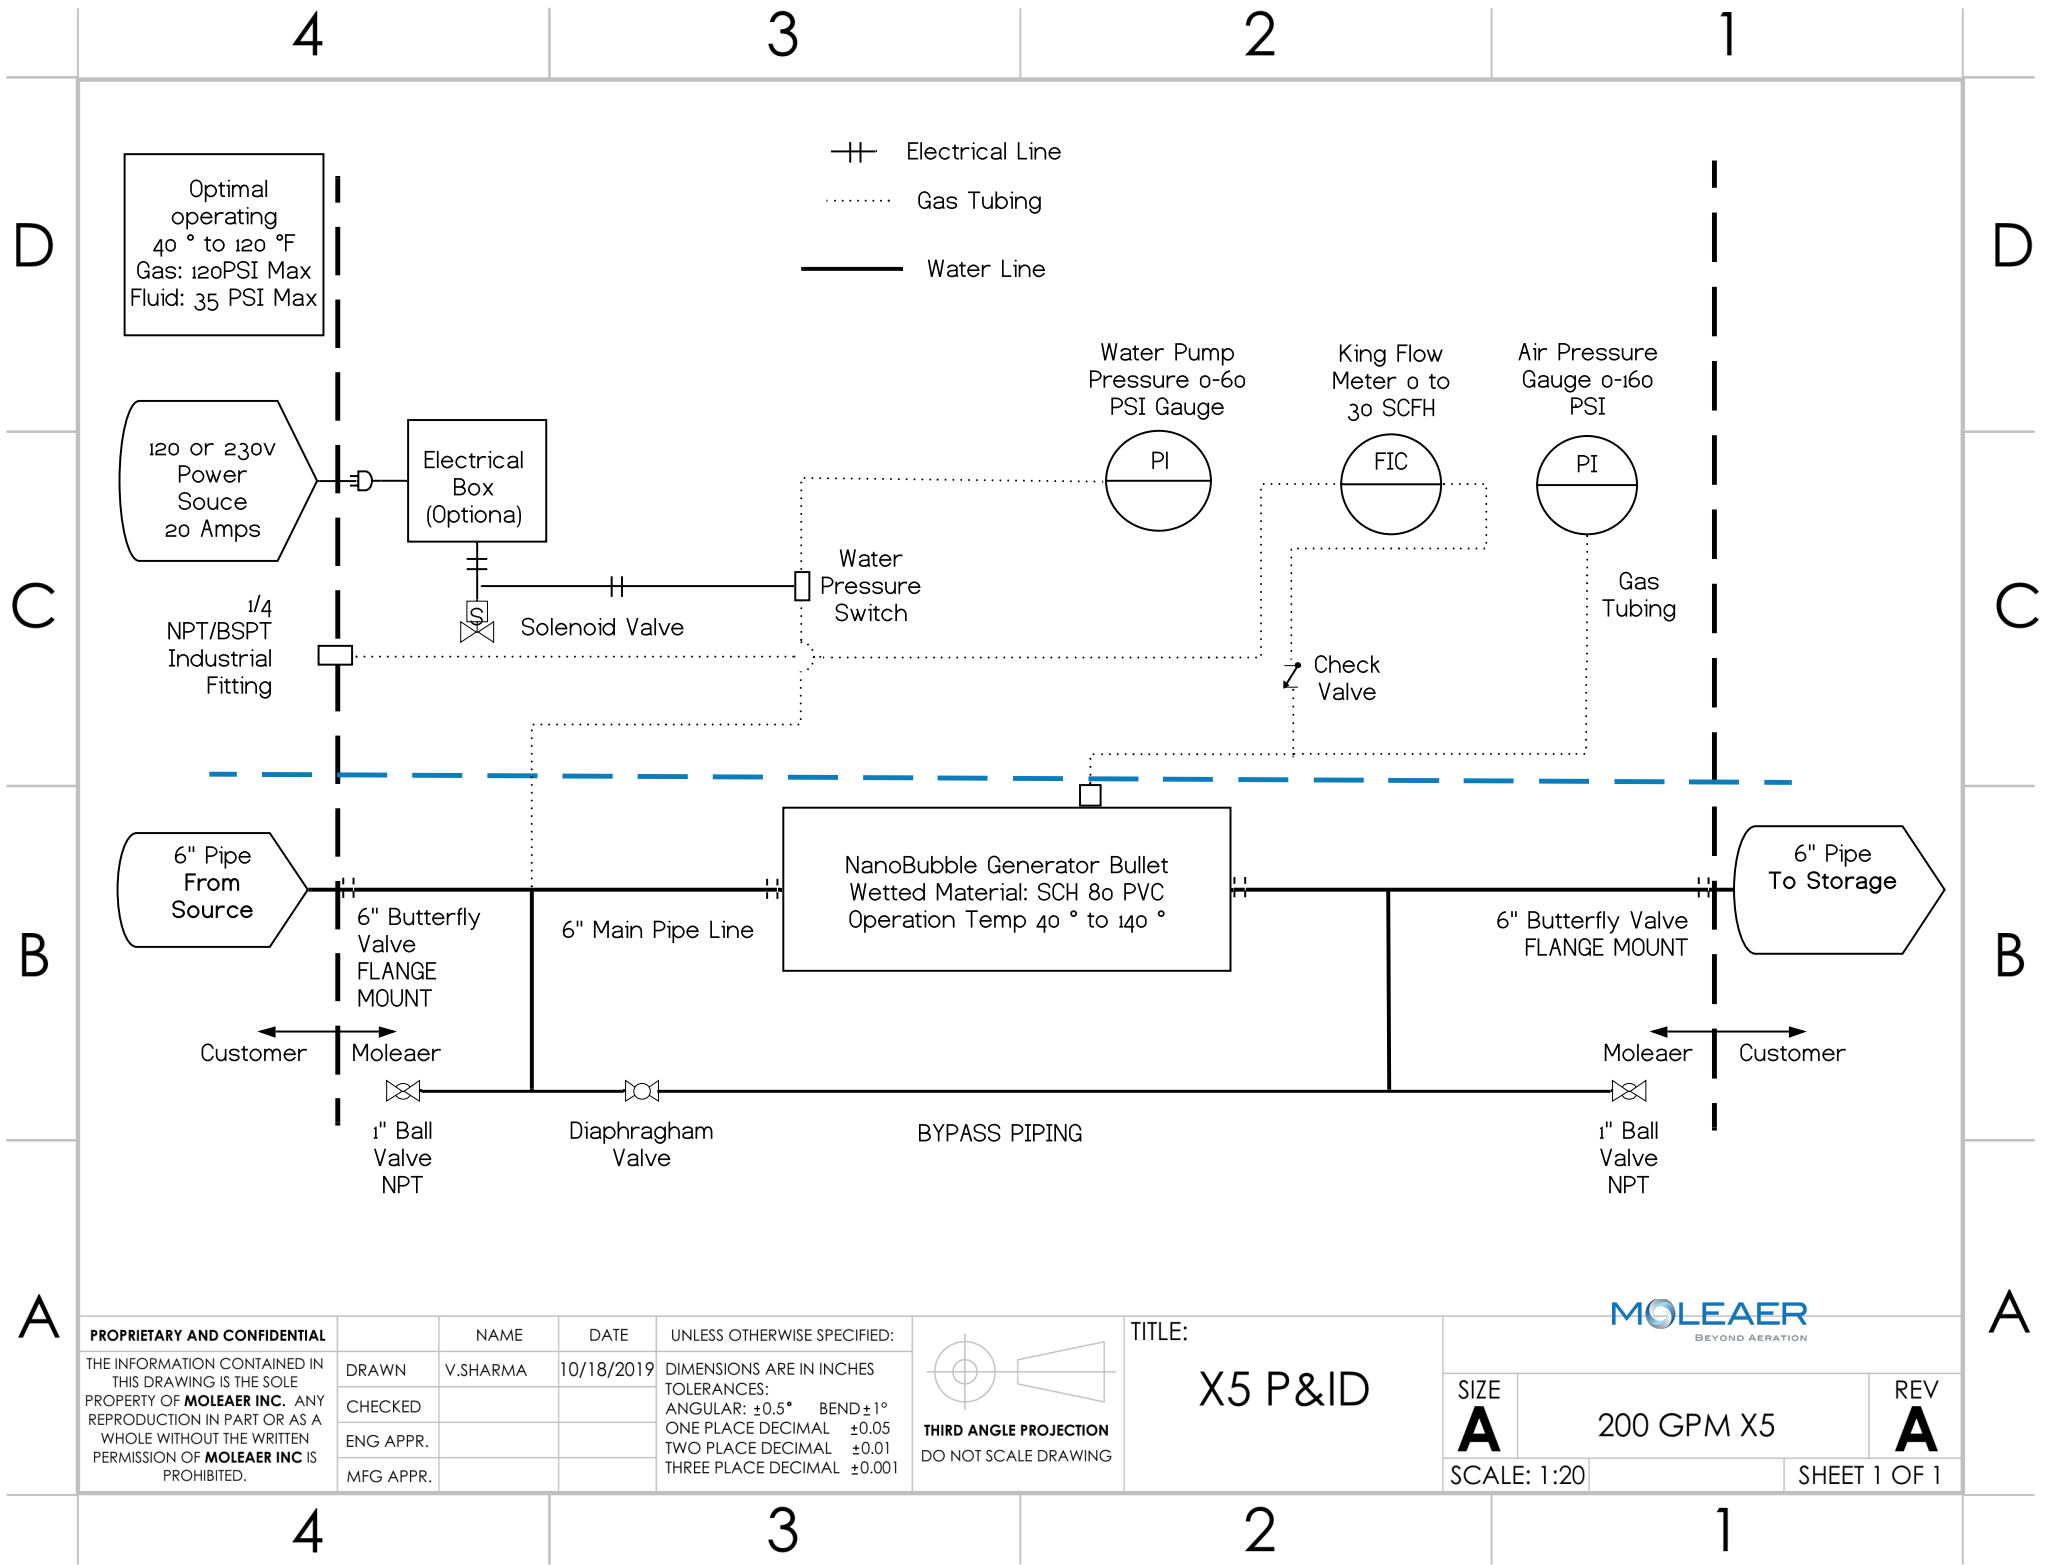 4 3 2 1
D
D
C
C
B
B
A
A
Electrical Line
Gas Tubing
Water Line
Optimal
operating
40 ° to 120 °F
Gas: 120PSI Max
Fluid: 35 PSI Max
Water Pump
Pressure 0-60
PSI Gauge
King Flow
Meter 0 to
30 SCFH
Air Pressure
Gauge 0-160
PSI
120 or 230v
Power
Souce
20 Amps
Electrical
Box
(Optiona)
PI
FIC
PI
Water
Pressure
Switch
Gas
Tubing
S
Solenoid Valve
1/4
NPT/BSPT
Industrial
Fitting
Check
Valve
6" Pipe
From
Source
NanoBubble Generator Bullet
Wetted Material: SCH 80 PVC
Operation Temp 40 ° to 140 °
6" Pipe
To Storage
6" Butterfly
Valve
FLANGE
MOUNT
6" Main Pipe Line
6" Butterfly Valve
FLANGE MOUNT
Customer
Moleaer
Moleaer
Customer
1" Ball
Valve
NPT
Diaphragham
Valve
BYPASS PIPING
1" Ball
Valve
NPT
PROPRIETARY AND CONFIDENTIAL
THE INFORMATION CONTAINED IN
THIS DRAWING IS THE SOLE
PROPERTY OF MOLEAER INC. ANY
REPRODUCTION IN PART OR AS A
WHOLE WITHOUT THE WRITTEN
PERMISSION OF MOLEAER INC IS
PROHIBITED.
NAME DATE
DRAWN V.SHARMA 10/18/2019
CHECKED
ENG APPR.
MFG APPR.
UNLESS OTHERWISE SPECIFIED:
DIMENSIONS ARE IN INCHES
TOLERANCES:
ANGULAR: ±0.5° BEND±1°
ONE PLACE DECIMAL ±0.05
TWO PLACE DECIMAL ±0.01
THREE PLACE DECIMAL ±0.001
THIRD ANGLE PROJECTION
DO NOT SCALE DRAWING
TITLE:
X5 P&ID
MOLEAER
BEYOND AERATION
SIZE
A
200 GPM X5
REV
A
SCALE: 1:20
SHEET 1 OF 1
4 3 2 1